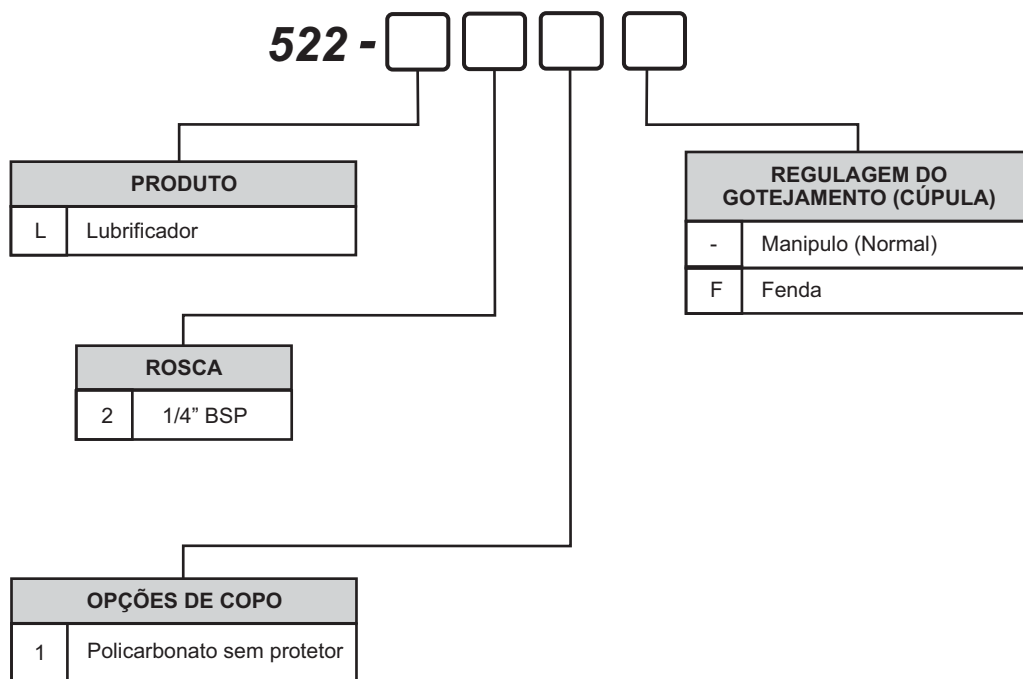 522 -
PRODUTO
L Lubrificador
REGULAGEM DO
GOTEJAMENTO (CÚPULA)
- Manipulo (Normal)
F Fenda
ROSCA
2 1/4” BSP
OPÇÕES DE COPO
1 Policarbonato sem protetor